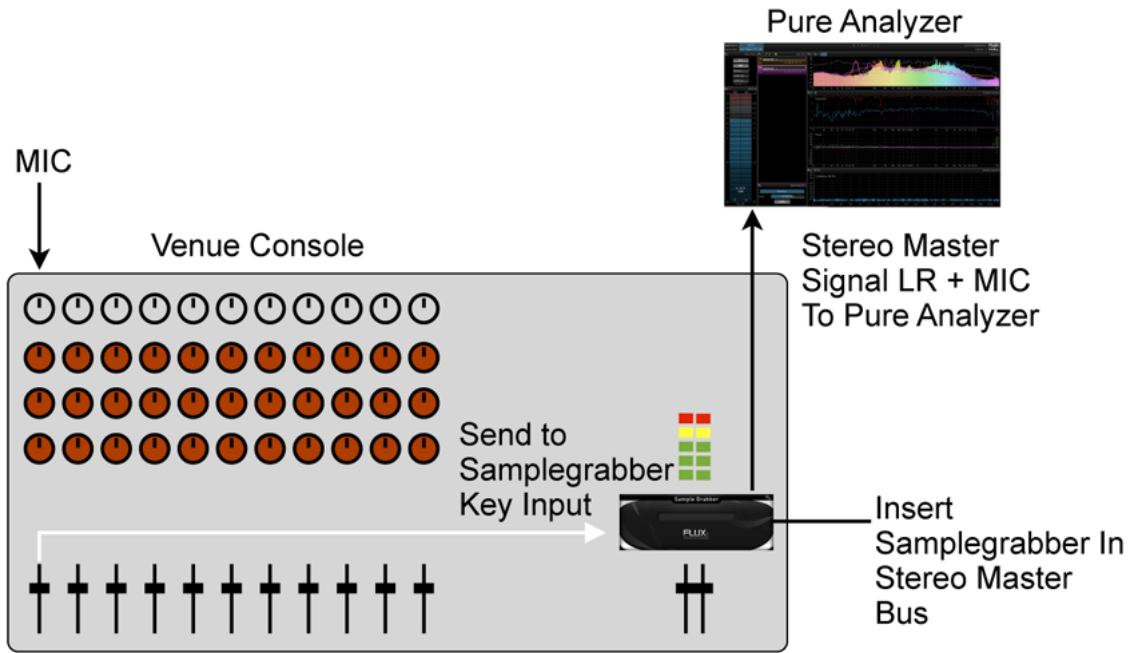 Pure Analyzer
MIC
Venue Console
Stereo Master
Signal LR + MIC
To Pure Analyzer
Send to
Samplegrabber
Key Input
Sample Grabber
FLUX::
Insert
Samplegrabber In
Stereo Master
Bus